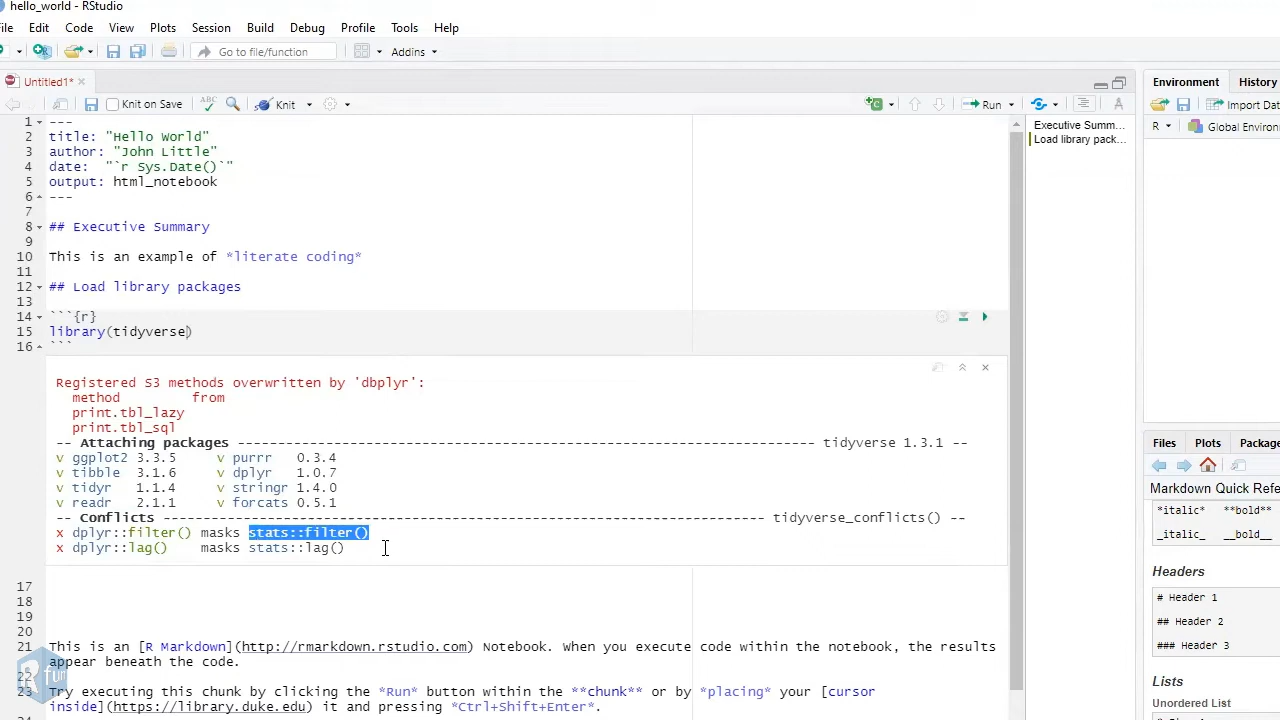 hello_world - RStudio
File Edit Code View Plots Session Build Debug Profile Tools Help
Go to file/function Addins
Untitled1*
Knit on Save Knit Run
1 ---
2 title: "Hello World"
3 author: "John Little"
4 date:  "`r Sys.Date()`"
5 output: html_notebook
6 ---
7
8 ## Executive Summary
9
10 This is an example of *literate coding*
11
12 ## Load library packages
13
14 ```{r}
15 library(tidyverse)
16 ```
Registered S3 methods overwritten by 'dbplyr':
method from
print.tbl_lazy
print.tbl_sql
-- Attaching packages ------------------------------------------------------------------------ tidyverse 1.3.1 --
v ggplot2 3.3.5 v purrr 0.3.4
v tibble 3.1.6 v dplyr 1.0.7
v tidyr 1.1.4 v stringr 1.4.0
v readr 2.1.1 v forcats 0.5.1
-- Conflicts --------------------------------------------------------------------------- tidyverse_conflicts() --
x dplyr::filter() masks stats::filter()
x dplyr::lag() masks stats::lag()
17
18
19
20
21 This is an [R Markdown](http://rmarkdown.rstudio.com) Notebook. When you execute code within the notebook, the results
appear beneath the code.
22
23 Try executing this chunk by clicking the *Run* button within the **chunk** or by *placing* your [cursor
inside](https://library.duke.edu) it and pressing *Ctrl+Shift+Enter*.
Executive Summ...
Load library pack...
Environment History
Import Dat
R Global Environ
Files Plots Package
Markdown Quick Refer
*italic* **bold**
_italic_ __bold__
Headers
# Header 1
## Header 2
### Header 3
Lists
Unordered List